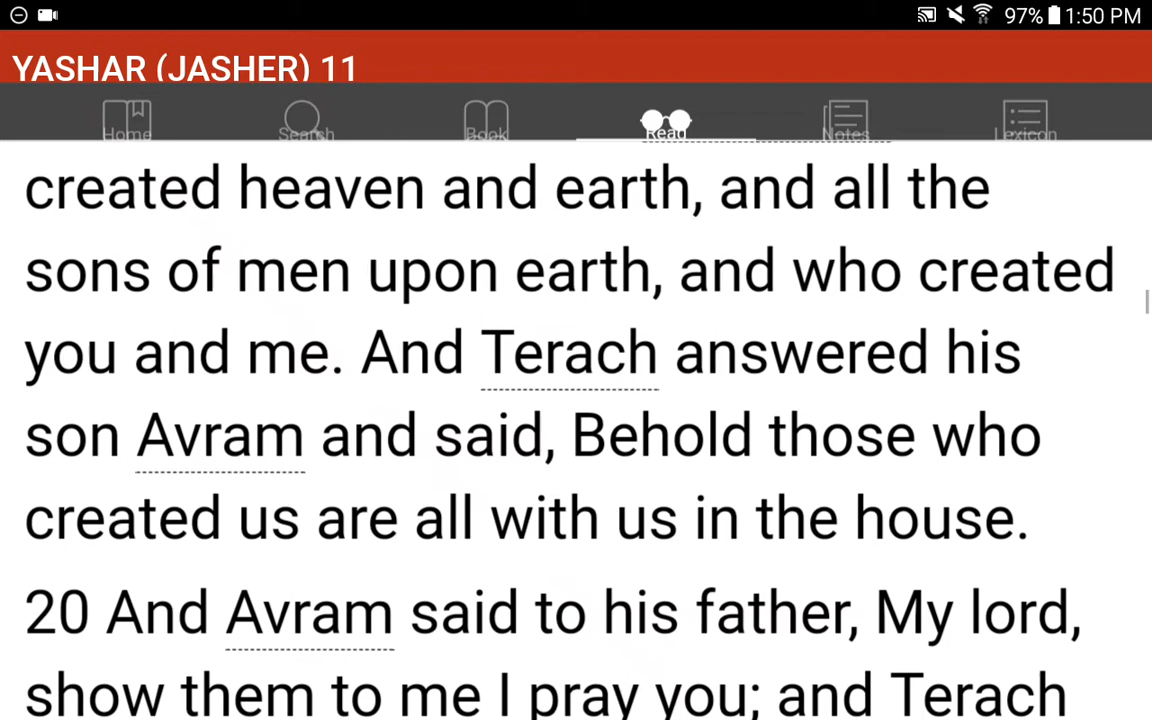 97% 1:50 PM
YASHAR (JASHER) 11
Home Search Book Read Notes Lexicon
created heaven and earth, and all the
sons of men upon earth, and who created
you and me. And Terach answered his
son Avram and said, Behold those who
created us are all with us in the house.
20 And Avram said to his father, My lord,
show them to me I pray you; and Terach